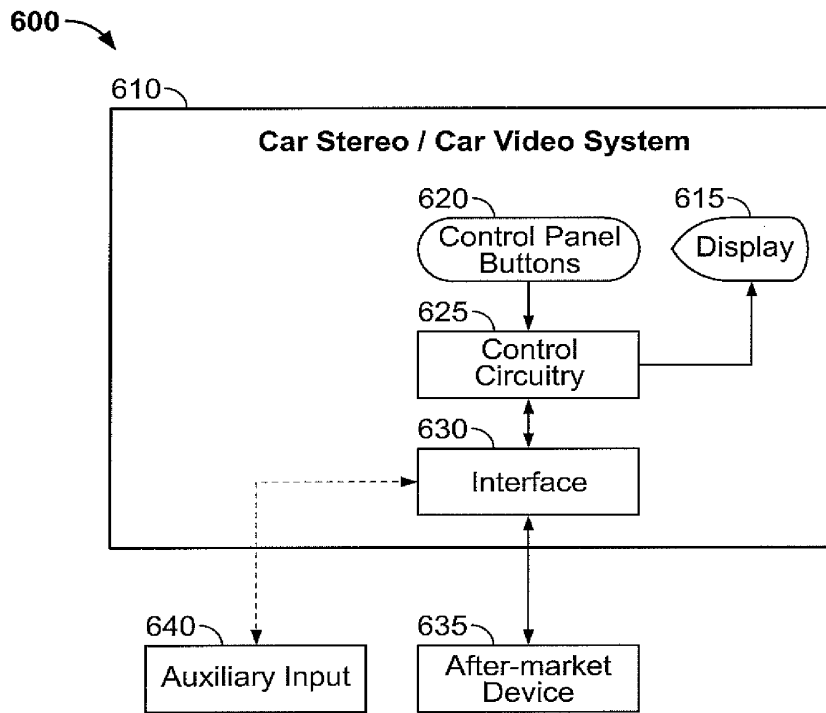 600
610
Car Stereo / Car Video System
620
615
Control Panel
Buttons
Display
625
Control
Circuitry
630
Interface
640
635
Auxiliary Input
After-market
Device